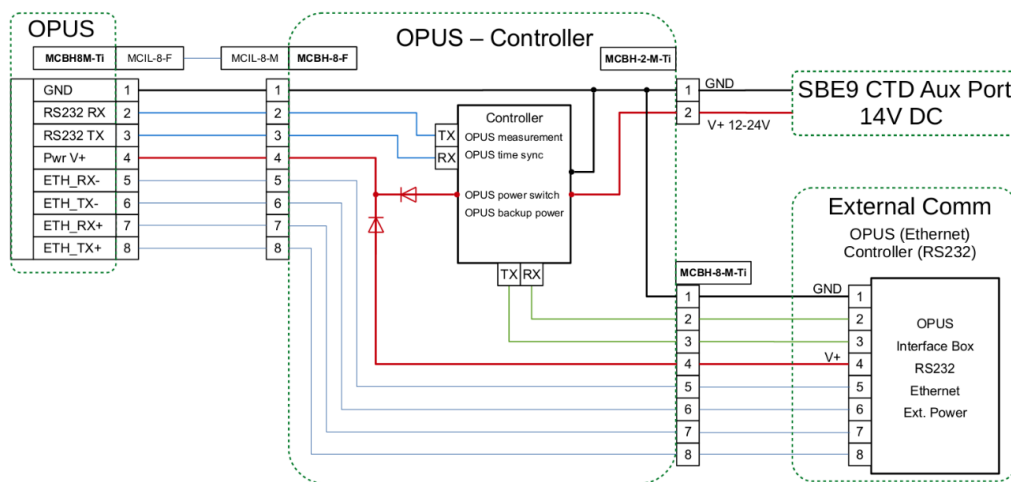 OPUS
OPUS – Controller
MCBH8M-Ti
MCIL-8-F
MCIL-8-M
MCBH-8-F
MCBH-2-M-Ti
GND
1
1
RS232 RX
2
2
RS232 TX
3
3
Pwr V+
4
4
ETH_RX-
5
5
ETH_TX-
6
6
ETH_RX+
7
7
ETH_TX+
8
8
Controller
TX
OPUS measurement
RX
OPUS time sync
OPUS power switch
OPUS backup power
TX
RX
1
GND
2
V+ 12-24V
SBE9 CTD Aux Port
14V DC
External Comm
OPUS (Ethernet)
Controller (RS232)
MCBH-8-M-Ti
1
GND
1
2
2
3
3
4
V+
4
5
5
6
6
7
7
8
8
OPUS
Interface Box
RS232
Ethernet
Ext. Power